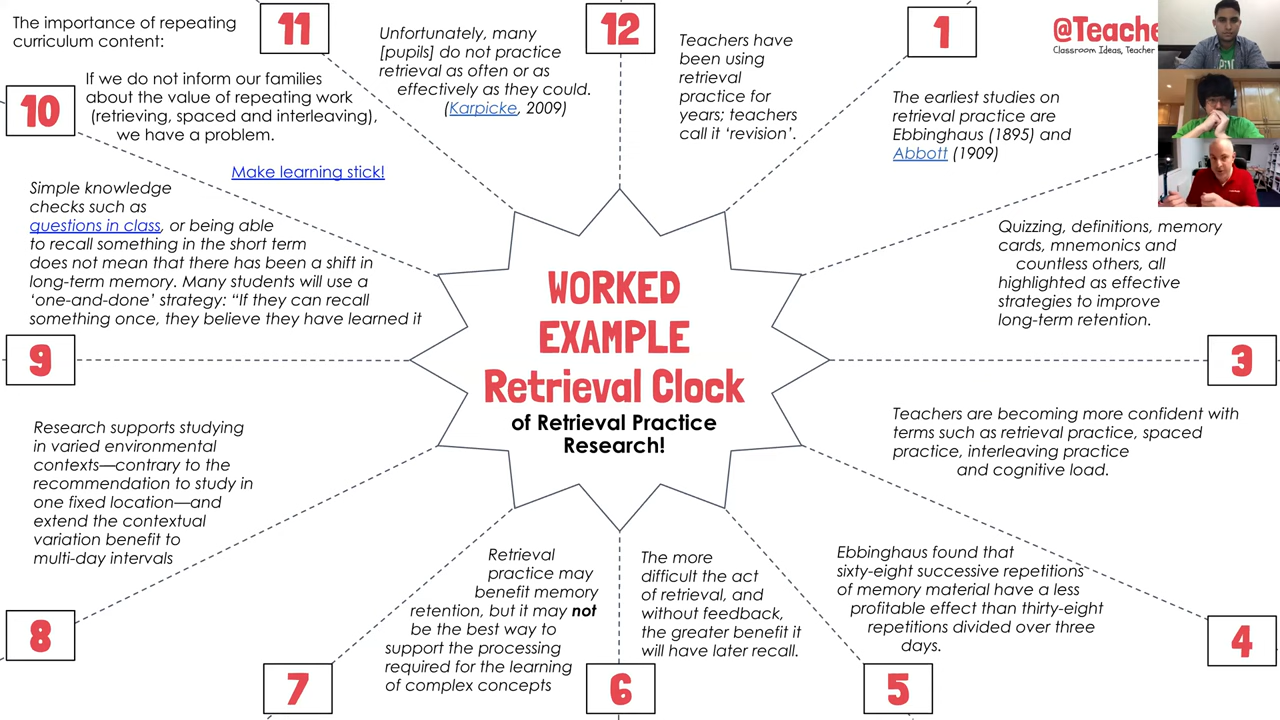 The importance of repeating
curriculum content:
11
Unfortunately, many
[pupils] do not practice
retrieval as often or as
effectively as they could.
(Karpicke, 2009)
12
Teachers have
been using
retrieval
practice for
years; teachers
call it ‘revision’.
1
@Teache
Classroom Ideas, Teacher
The earliest studies on
retrieval practice are
Ebbinghaus (1895) and
Abbott (1909)
10
If we do not inform our families
about the value of repeating work
(retrieving, spaced and interleaving),
we have a problem.
Make learning stick!
Simple knowledge
checks such as
questions in class, or being able
to recall something in the short term
does not mean that there has been a shift in
long-term memory. Many students will use a
‘one-and-done’ strategy: “If they can recall
something once, they believe they have learned it
Quizzing, definitions, memory
cards, mnemonics and
countless others, all
highlighted as effective
strategies to improve
long-term retention.
WORKED
EXAMPLE
Retrieval Clock
of Retrieval Practice
Research!
9
3
Research supports studying
in varied environmental
contexts—contrary to the
recommendation to study in
one fixed location—and
extend the contextual
variation benefit to
multi-day intervals
Teachers are becoming more confident with
terms such as retrieval practice, spaced
practice, interleaving practice
and cognitive load.
8
Retrieval
practice may
benefit memory
retention, but it may not
be the best way to
support the processing
required for the learning
of complex concepts
7
The more
difficult the act
of retrieval, and
without feedback,
the greater benefit it
will have later recall.
6
Ebbinghaus found that
sixty-eight successive repetitions
of memory material have a less
profitable effect than thirty-eight
repetitions divided over three
days.
5
4